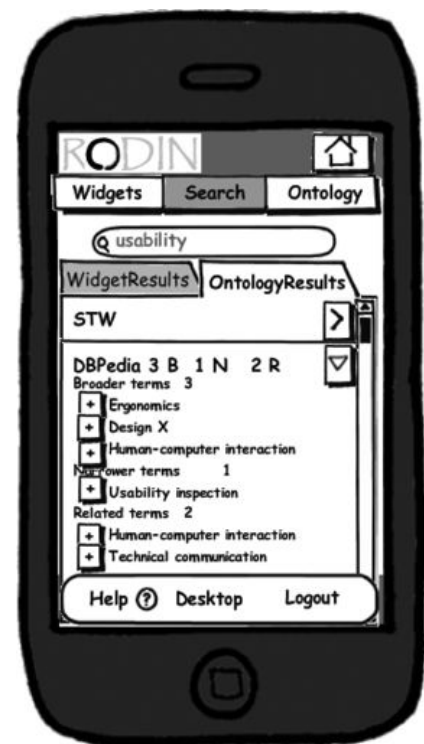 RODIN
Widgets Search Ontology
usability
WidgetResults OntologyResults
STW
DBPedia 3 B 1 N 2 R
Broader terms 3
+ Ergonomics
+ Design X
+ Human-computer interaction
Narrower terms 1
+ Usability inspection
Related terms 2
+ Human-computer interaction
+ Technical communication
Help ? Desktop Logout